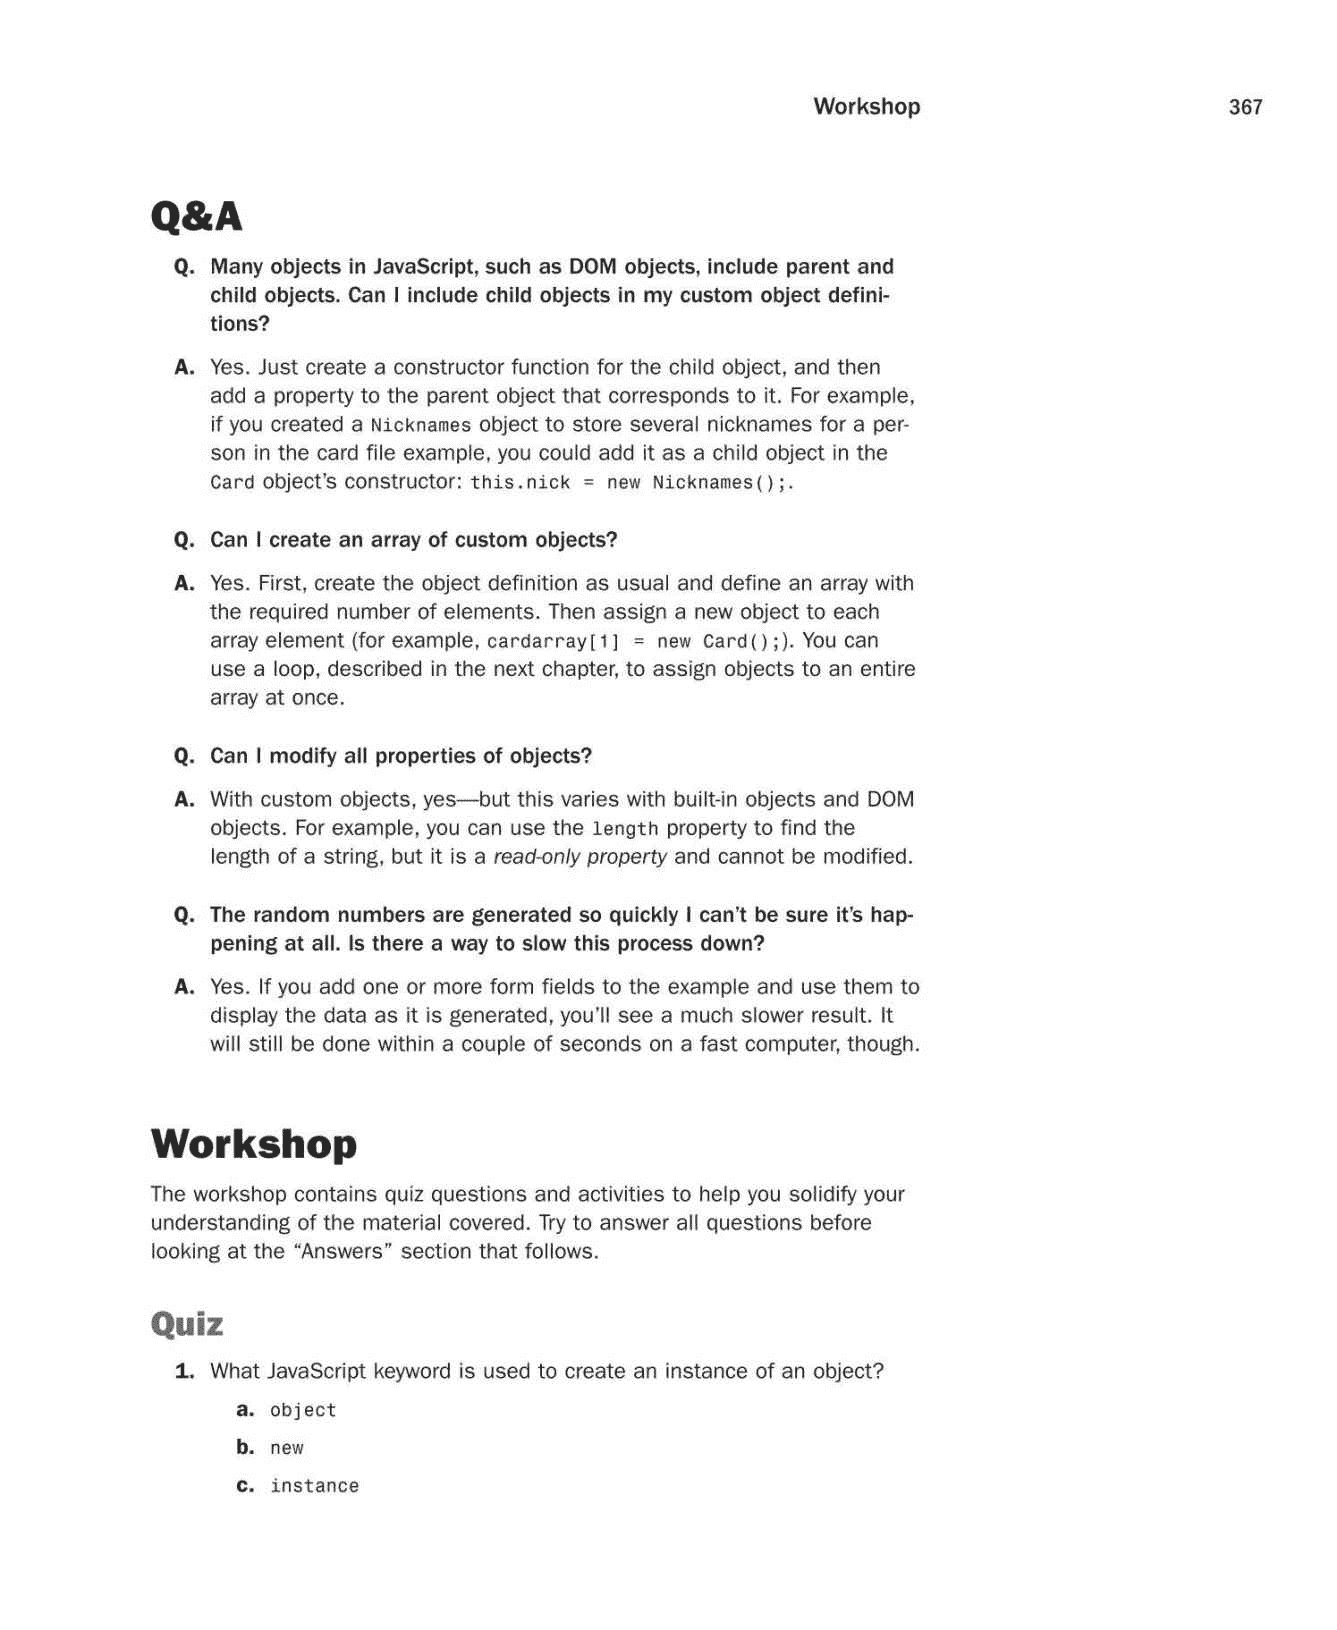 Workshop 367
Q&A
Q. Many objects in JavaScript, such as DOM objects, include parent and
child objects. Can I include child objects in my custom object defini-
tions?
A. Yes. Just create a constructor function for the child object, and then
add a property to the parent object that corresponds to it. For example,
if you created a Nicknames object to store several nicknames for a per-
son in the card file example, you could add it as a child object in the
Card object's constructor: this.nick = new Nicknames();.
Q. Can I create an array of custom objects?
A. Yes. First, create the object definition as usual and define an array with
the required number of elements. Then assign a new object to each
array element (for example, cardarray[1] = new Card();). You can
use a loop, described in the next chapter, to assign objects to an entire
array at once.
Q. Can I modify all properties of objects?
A. With custom objects, yes—but this varies with built-in objects and DOM
objects. For example, you can use the length property to find the
length of a string, but it is a read-only property and cannot be modified.
Q. The random numbers are generated so quickly I can't be sure it's hap-
pening at all. Is there a way to slow this process down?
A. Yes. If you add one or more form fields to the example and use them to
display the data as it is generated, you'll see a much slower result. It
will still be done within a couple of seconds on a fast computer, though.
Workshop
The workshop contains quiz questions and activities to help you solidify your
understanding of the material covered. Try to answer all questions before
looking at the “Answers” section that follows.
Quiz
1. What JavaScript keyword is used to create an instance of an object?
a. object
b. new
c. instance